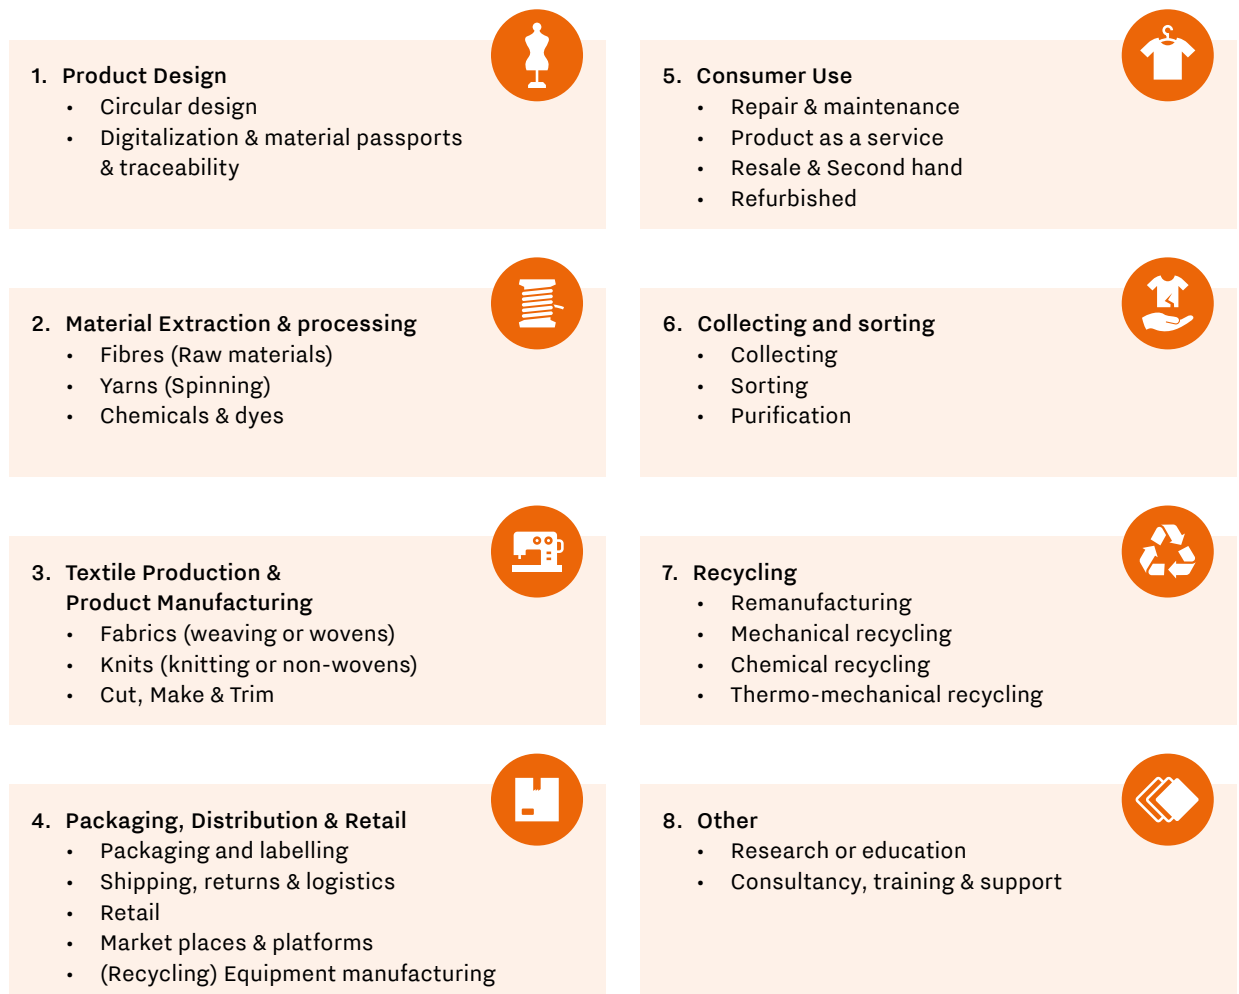 1. Product Design
• Circular design
• Digitalization & material passports
& traceability
2. Material Extraction & processing
• Fibres (Raw materials)
• Yarns (Spinning)
• Chemicals & dyes
3. Textile Production &
Product Manufacturing
• Fabrics (weaving or wovens)
• Knits (knitting or non-wovens)
• Cut, Make & Trim
4. Packaging, Distribution & Retail
• Packaging and labelling
• Shipping, returns & logistics
• Retail
• Market places & platforms
• (Recycling) Equipment manufacturing
5. Consumer Use
• Repair & maintenance
• Product as a service
• Resale & Second hand
• Refurbished
6. Collecting and sorting
• Collecting
• Sorting
• Purification
7. Recycling
• Remanufacturing
• Mechanical recycling
• Chemical recycling
• Thermo-mechanical recycling
8. Other
• Research or education
• Consultancy, training & support